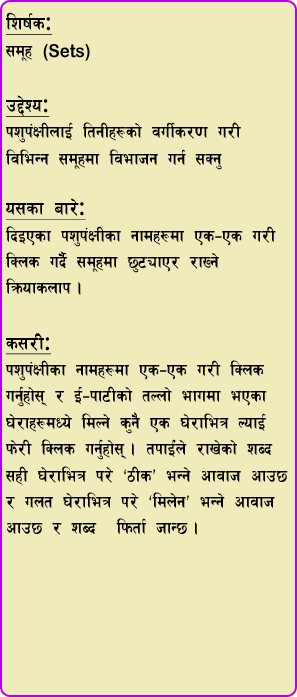 शिर्षक:
समूह (Sets)
उद्देश्य:
पशुपंक्षीलाई तिनीहरूको वर्गीकरण गरी
बिभिन्न समूहमा विभाजन गर्न सक्नु
यसका बारे:
दिइएका पशुपंक्षीका नामहरूमा एक-एक गरी
क्लिक गर्दै समूहमा छुट्याएर राख्ने
क्रियाकलाप ।
कसरी:
पशुपंक्षीका नामहरूमा एक-एक गरी क्लिक
गर्नुहोस् र ई-पाटीको तल्लो भागमा भएका
घेराहरूमध्ये मिल्ने कुनै एक घेराभित्र ल्याई
फेरी क्लिक गर्नुहोस् । तपाईंले राखेको शब्द
सही घेराभित्र परे ‘ठीक’ भन्ने आवाज आउछ
र गलत घेराभित्र परे ‘मिलेन’ भन्ने आवाज
आउछ र शब्द फिर्ता जान्छ ।